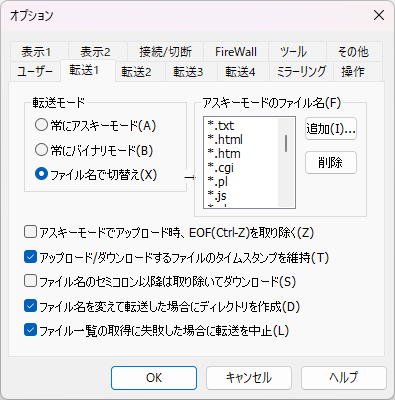 オプション
表示1 表示2 接続/切断 FireWall ツール その他
ユーザー 転送1 転送2 転送3 転送4 ミラーリング 操作
転送モード
常にアスキーモード(A)
常にバイナリモード(B)
ファイル名で切替え(X) →
アスキーモードのファイル名(F)
*.txt
*.html
*.htm
*.cgi
*.pl
*.js
追加(I)...
削除
アスキーモードでアップロード時、EOF(Ctrl-Z)を取り除く(Z)
アップロード/ダウンロードするファイルのタイムスタンプを維持(T)
ファイル名のセミコロン以降は取り除いてダウンロード(S)
ファイル名を変えて転送した場合にディレクトリを作成(D)
ファイル一覧の取得に失敗した場合に転送を中止(L)
OK キャンセル ヘルプ